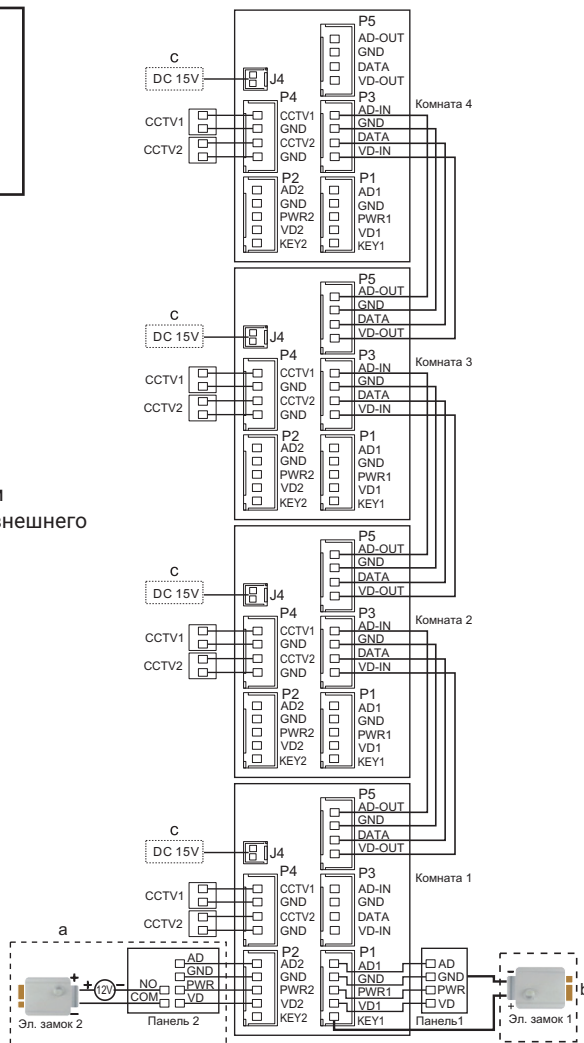 P5
AD-OUT
GND
DATA
VD-OUT
c
DC 15V
J4
P4
P3
Комната 4
CCTV1
CCTV1
AD-IN
GND
GND
CCTV2
CCTV2
DATA
GND
VD-IN
P2
P1
AD2
AD1
GND
GND
PWR2
PWR1
VD2
VD1
KEY2
KEY1
P5
AD-OUT
GND
DATA
VD-OUT
c
DC 15V
J4
P4
P3
Комната 3
CCTV1
CCTV1
AD-IN
GND
GND
CCTV2
CCTV2
DATA
GND
VD-IN
P2
P1
AD2
AD1
GND
GND
PWR2
PWR1
VD2
VD1
KEY2
KEY1
нешнего
P5
AD-OUT
GND
DATA
VD-OUT
c
DC 15V
J4
P4
P3
Комната 2
CCTV1
CCTV1
AD-IN
GND
GND
CCTV2
CCTV2
DATA
GND
VD-IN
P2
P1
AD2
AD1
GND
GND
PWR2
PWR1
VD2
VD1
KEY2
KEY1
P5
AD-OUT
GND
DATA
VD-OUT
c
DC 15V
J4
P4
P3
Комната 1
CCTV1
CCTV1
AD-IN
GND
GND
CCTV2
CCTV2
DATA
GND
VD-IN
a
P2
P1
AD
AD2
AD1
AD
GND
GND
GND
GND
PWR
PWR2
PWR1
PWR
VD
VD2
VD1
VD
KEY2
KEY1
+
+
12V
–
NO
COM
–
Эл. замок 2
Панель 2
Панель1
–
+
b
Эл. замок 1